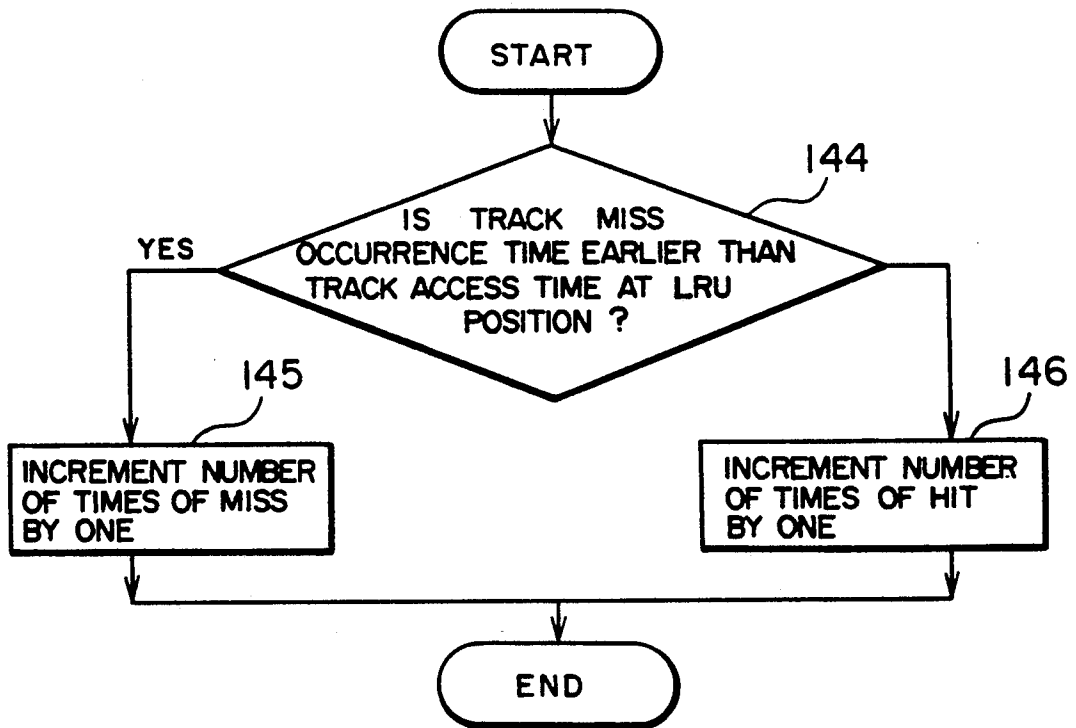 START
144
IS TRACK MISS
OCCURRENCE TIME EARLIER THAN
TRACK ACCESS TIME AT LRU
POSITION ?
YES
145
INCREMENT NUMBER
OF TIMES OF MISS
BY ONE
146
INCREMENT NUMBER
OF TIMES OF HIT
BY ONE
END